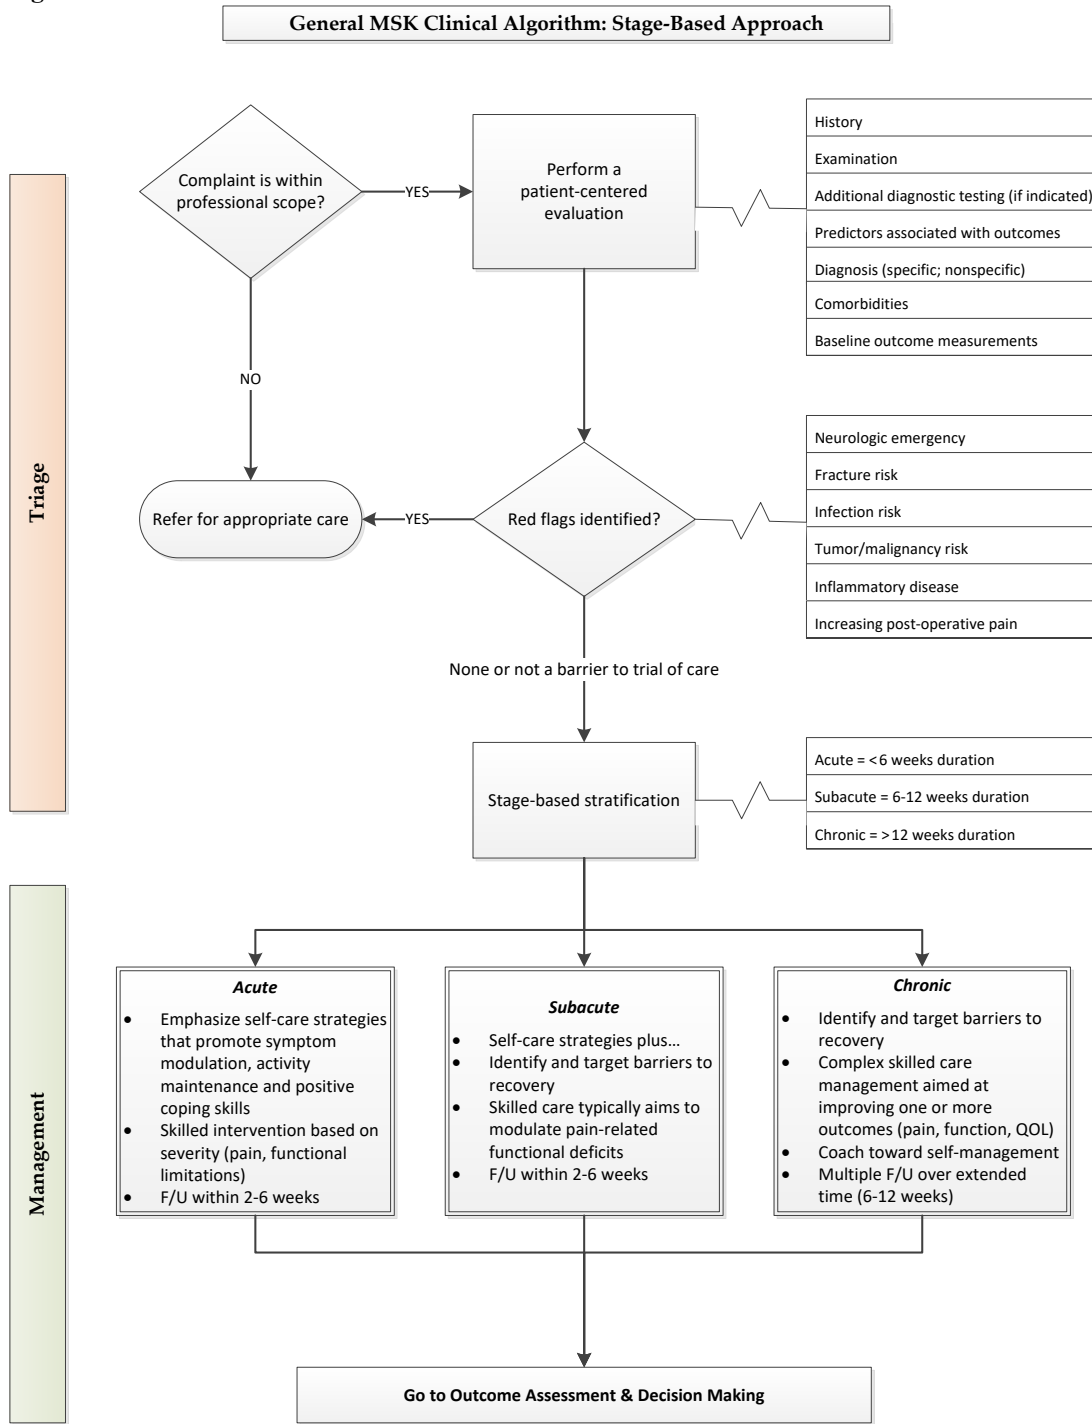 General MSK Clinical Algorithm: Stage-Based Approach
Triage
Complaint is within
professional scope?
YES
Perform a
patient-centered
evaluation
History
Examination
Additional diagnostic testing (if indicated)
Predictors associated with outcomes
Diagnosis (specific; nonspecific)
Comorbidities
Baseline outcome measurements
NO
Refer for appropriate care
YES
Red flags identified?
Neurologic emergency
Fracture risk
Infection risk
Tumor/malignancy risk
Inflammatory disease
Increasing post-operative pain
None or not a barrier to trial of care
Stage-based stratification
Acute = <6 weeks duration
Subacute = 6-12 weeks duration
Chronic = >12 weeks duration
Management
Acute
• Emphasize self-care strategies
that promote symptom
modulation, activity
maintenance and positive
coping skills
• Skilled intervention based on
severity (pain, functional
limitations)
• F/U within 2-6 weeks
Subacute
• Self-care strategies plus...
• Identify and target barriers to
recovery
• Skilled care typically aims to
modulate pain-related
functional deficits
• F/U within 2-6 weeks
Chronic
• Identify and target barriers to
recovery
• Complex skilled care
management aimed at
improving one or more
outcomes (pain, function, QOL)
• Coach toward self-management
• Multiple F/U over extended
time (6-12 weeks)
Go to Outcome Assessment & Decision Making